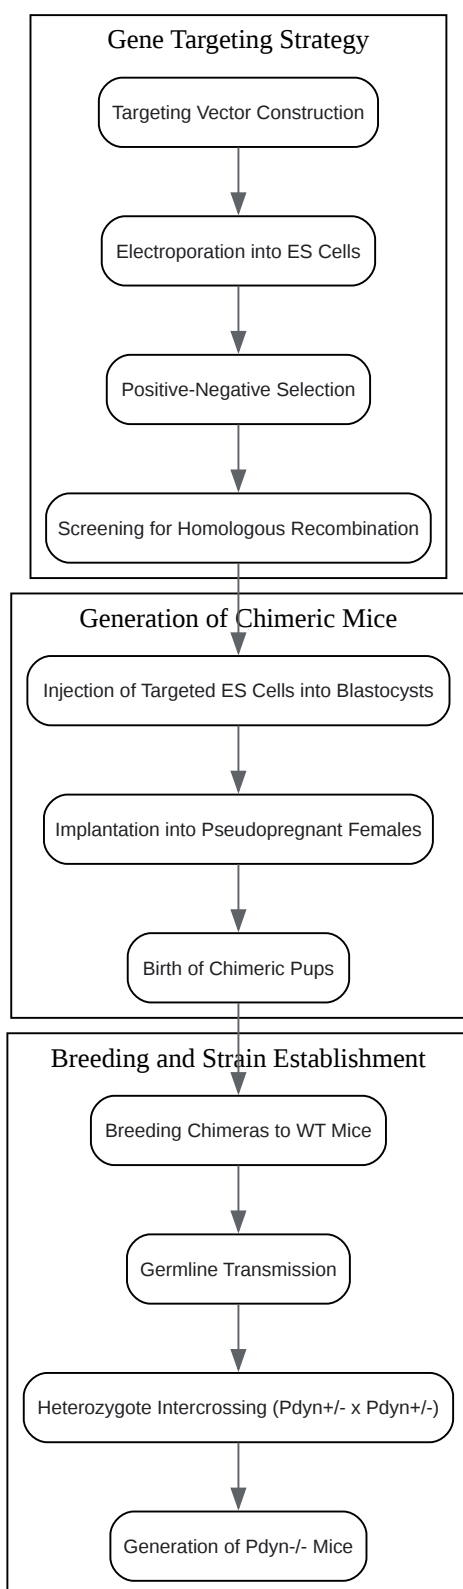 Gene Targeting Strategy
Targeting Vector Construction
Electroporation into ES Cells
Positive-Negative Selection
Screening for Homologous Recombination
Generation of Chimeric Mice
Injection of Targeted ES Cells into Blastocysts
Implantation into Pseudopregnant Females
Birth of Chimeric Pups
Breeding and Strain Establishment
Breeding Chimeras to WT Mice
Germline Transmission
Heterozygote Intercrossing (Pdyn+/- x Pdyn+/-)
Generation of Pdyn-/- Mice